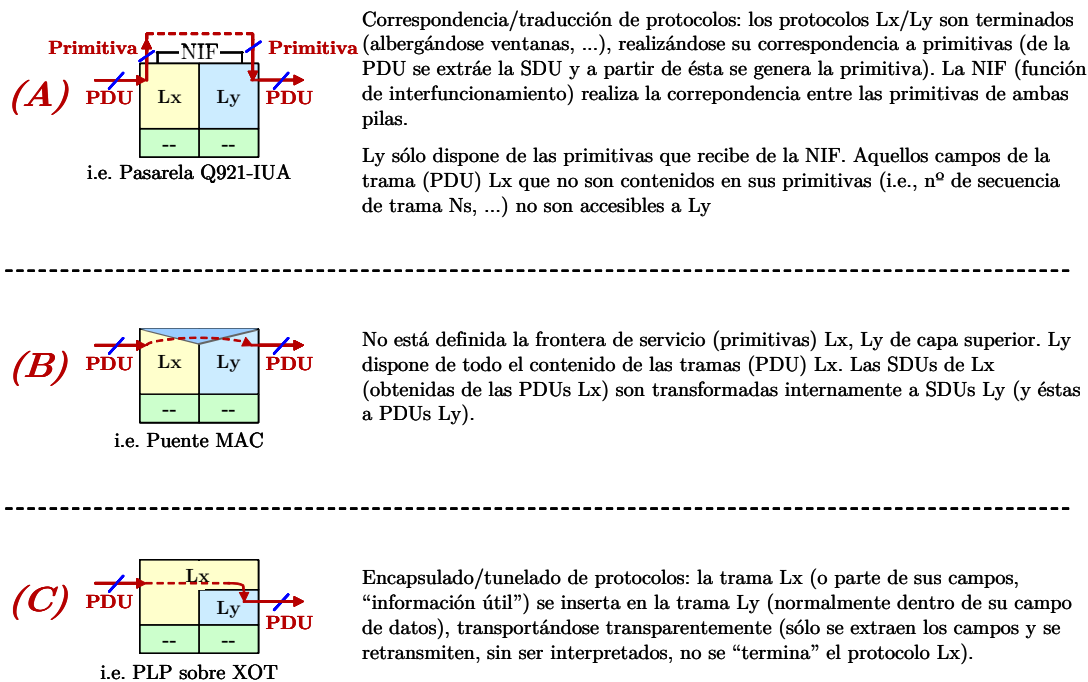 Correspondencia/traducción de protocolos: los protocolos Lx/Ly son terminados
(albergándose ventanas, ...), realizándose su correspondencia a primitivas (de la
PDU se extráe la SDU y a partir de ésta se genera la primitiva). La NIF (función
de interfuncionamiento) realiza la correpondencia entre las primitivas de ambas
pilas.
Ly sólo dispone de las primitivas que recibe de la NIF. Aquellos campos de la
trama (PDU) Lx que no son contenidos en sus primitivas (i.e., nº de secuencia
de trama Ns, ...) no son accesibles a Ly
Primitiva NIF Primitiva
(A) PDU Lx Ly PDU
-- --
i.e. Pasarela Q921-IUA
No está definida la frontera de servicio (primitivas) Lx, Ly de capa superior. Ly
dispone de todo el contenido de las tramas (PDU) Lx. Las SDUs de Lx
(obtenidas de las PDUs Lx) son transformadas internamente a SDUs Ly (y éstas
a PDUs Ly).
(B) PDU Lx Ly PDU
-- --
i.e. Puente MAC
Encapsulado/tunelado de protocolos: la trama Lx (o parte de sus campos,
“información útil”) se inserta en la trama Ly (normalmente dentro de su campo
de datos), transportándose transparentemente (sólo se extraen los campos y se
retransmiten, sin ser interpretados, no se “termina” el protocolo Lx).
Lx
(C) PDU Ly PDU
-- --
i.e. PLP sobre XOT